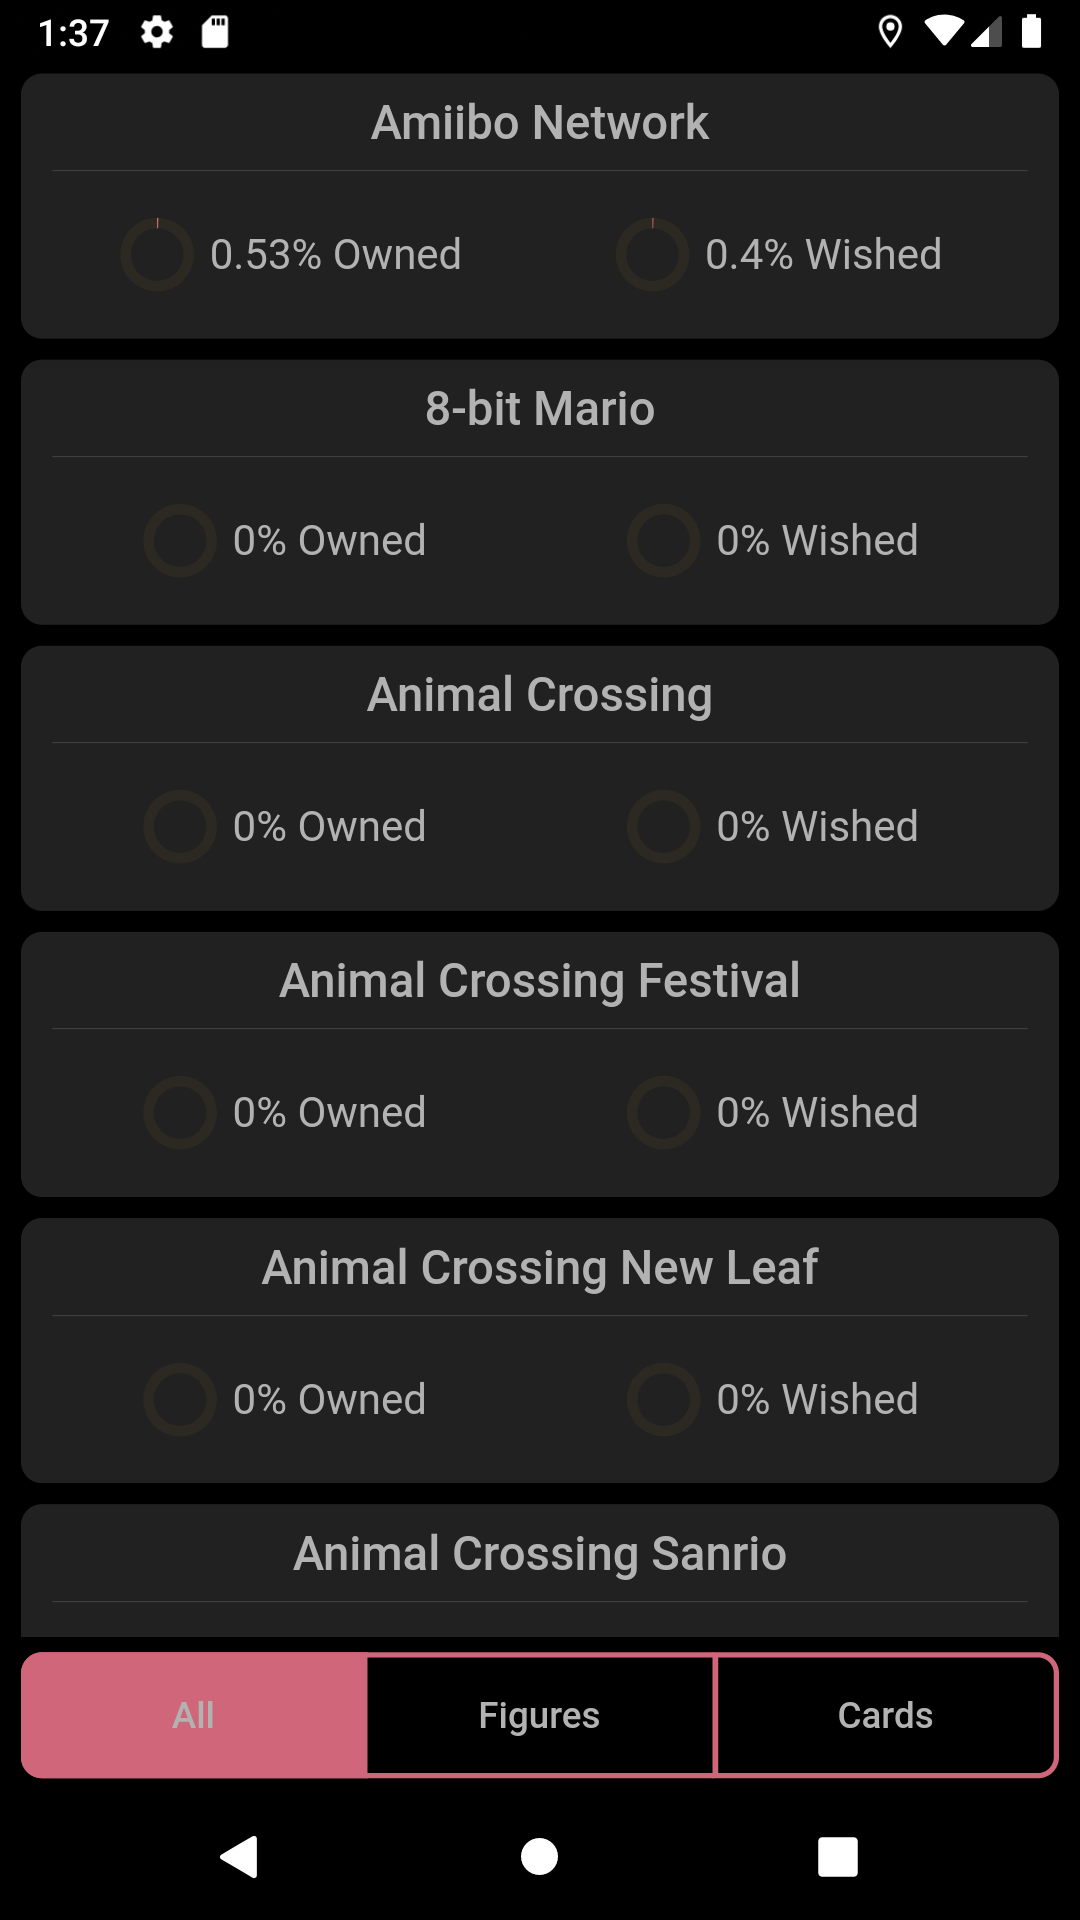 1:37
Amiibo Network
0.53% Owned
0.4% Wished
8-bit Mario
0% Owned
0% Wished
Animal Crossing
0% Owned
0% Wished
Animal Crossing Festival
0% Owned
0% Wished
Animal Crossing New Leaf
0% Owned
0% Wished
Animal Crossing Sanrio
All
Figures
Cards